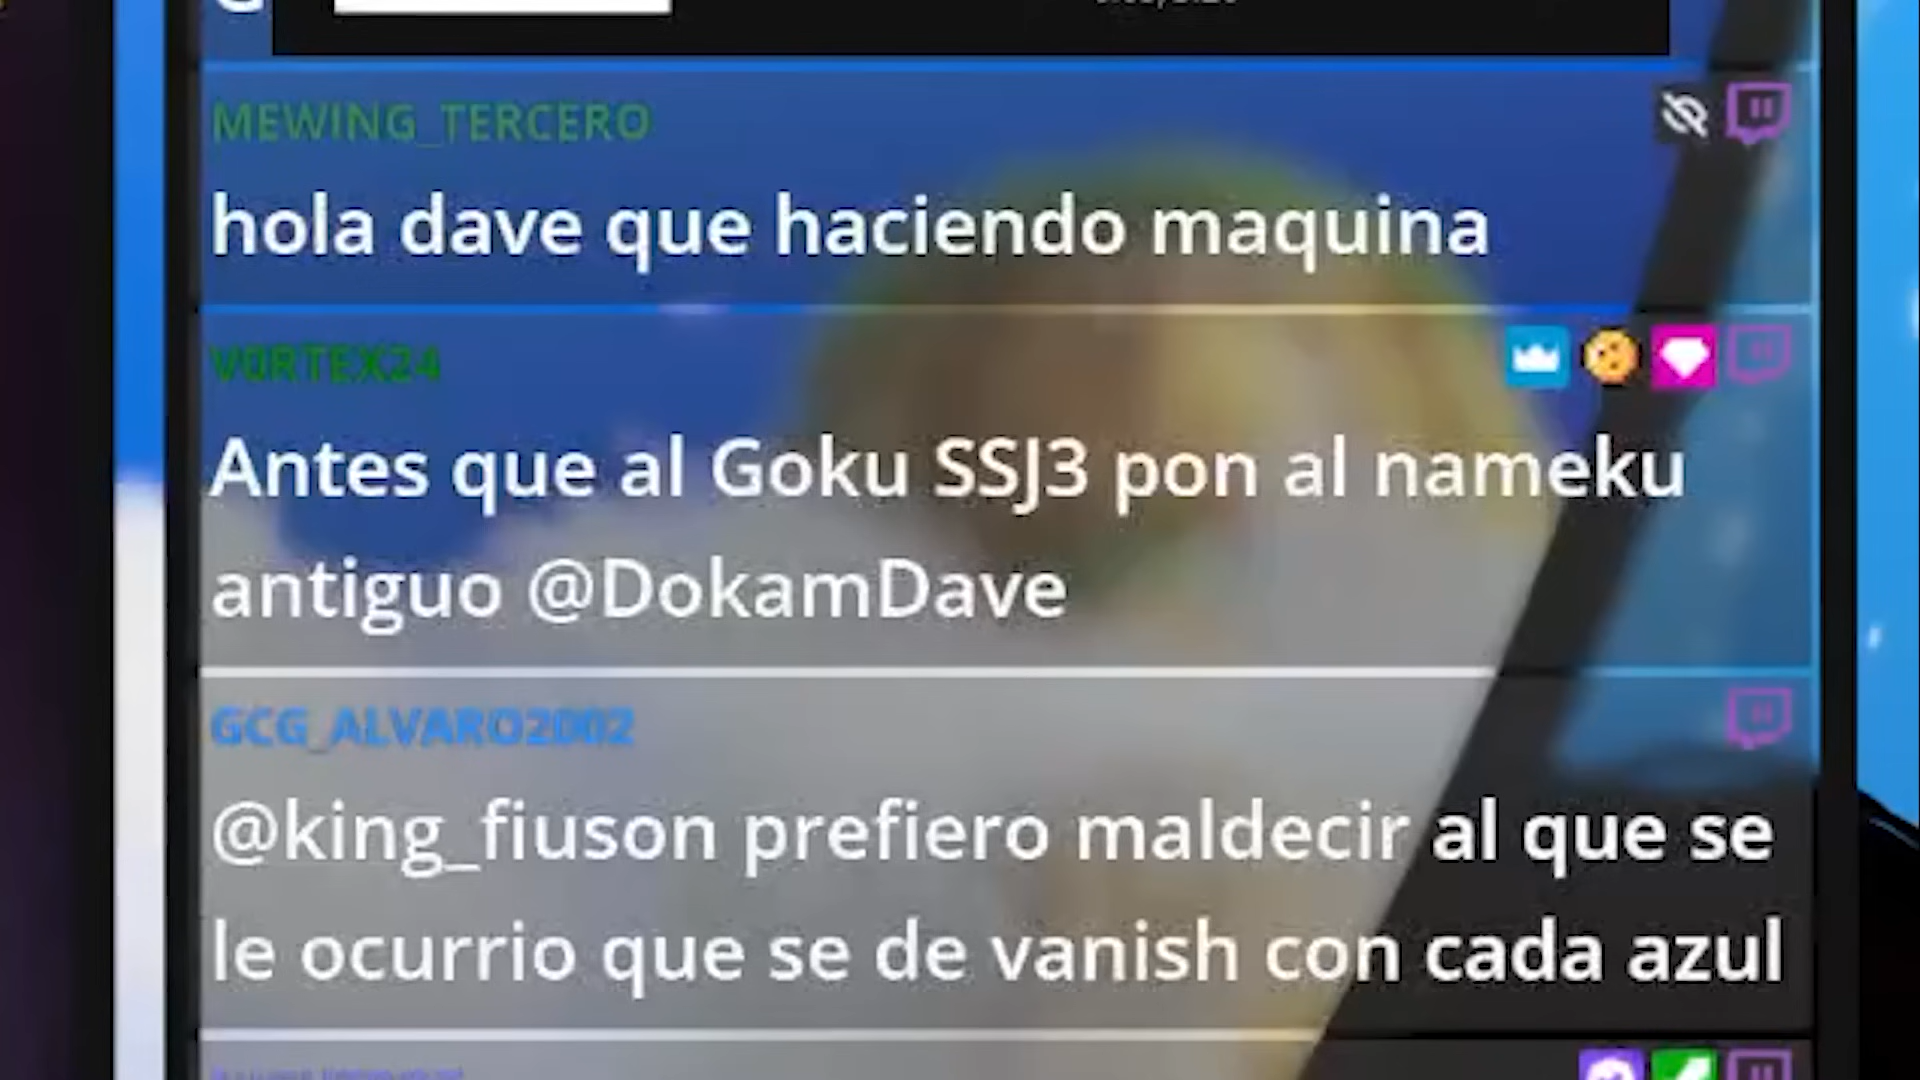 MEWING_TERCERO
hola dave que haciendo maquina
V0RTEX24
Antes que al Goku SSJ3 pon al nameku
antiguo @DokamDave
GCG_ALVARO2002
@king_fiuson prefiero maldecir al que se
le ocurrio que se de vanish con cada azul